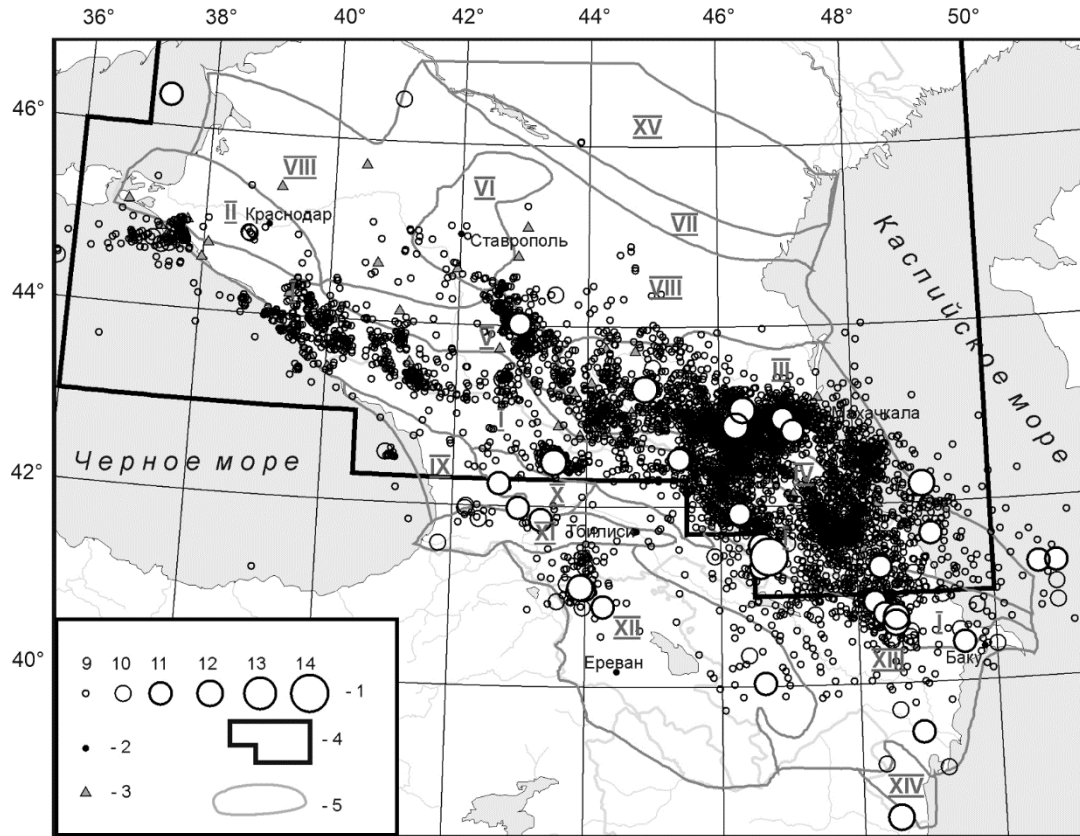 36° 38° 40° 42° 44° 46° 48° 50°
46°
44°
42°
40°
XV
VIII
VI
II
Краснодар
Ставрополь
VII
VIII
Каспийское море
V
III
Махачкала
I
IV
Черное море
IX
X
XI
Тбилиси
XII
I
XIII
Баку
Ереван
XIV
9 10 11 12 13 14
- 1
- 2
- 4
- 3
- 5